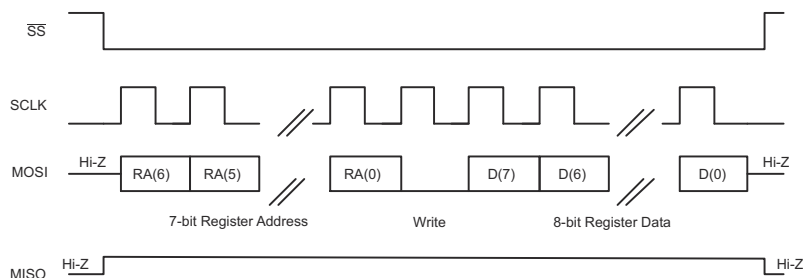 SS
SCLK
MOSI Hi-Z RA(6) RA(5) RA(0) D(7) D(6) D(0) Hi-Z
7-bit Register Address Write 8-bit Register Data
MISO Hi-Z Hi-Z